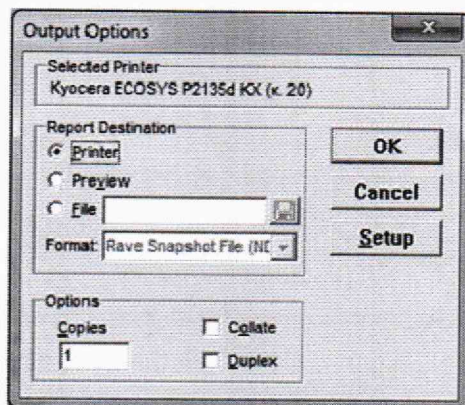 Output Options
Selected Printer
Kyocera ECOSYS P2135d KX (к. 20)
Report Destination
Printer
Preview
File
Format: Rave Snapshot File (ND
OK
Cancel
Setup
Options
Copies
1
Collate
Duplex